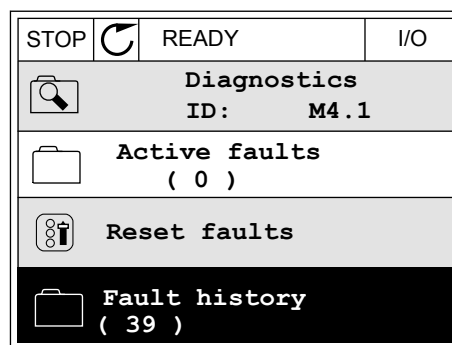 STOP READY I/O
Diagnostics
ID: M4.1
Active faults
( 0 )
Reset faults
Fault history
( 39 )